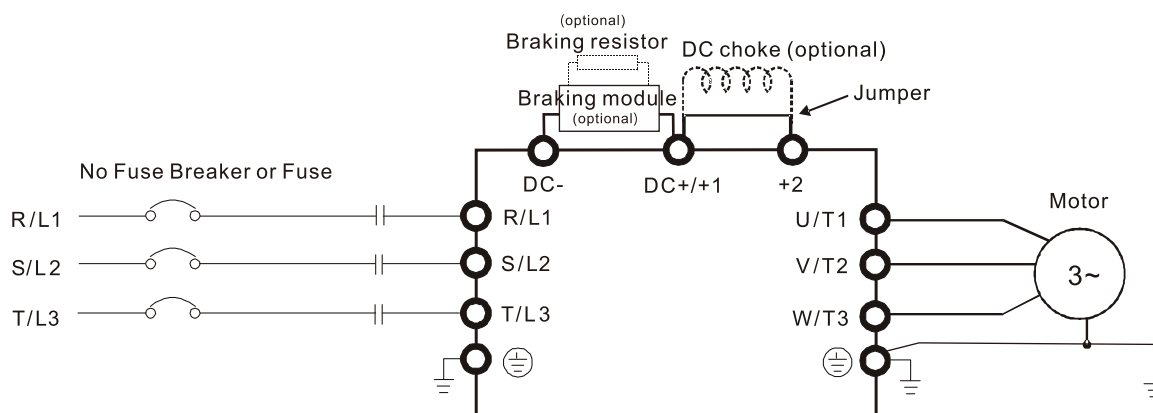 (optional)
Braking resistor
DC choke (optional)
Braking module
(optional)
Jumper
No Fuse Breaker or Fuse
DC-
DC+/+1
+2
Motor
R/L1
R/L1
U/T1
S/L2
S/L2
V/T2
3~
T/L3
T/L3
W/T3